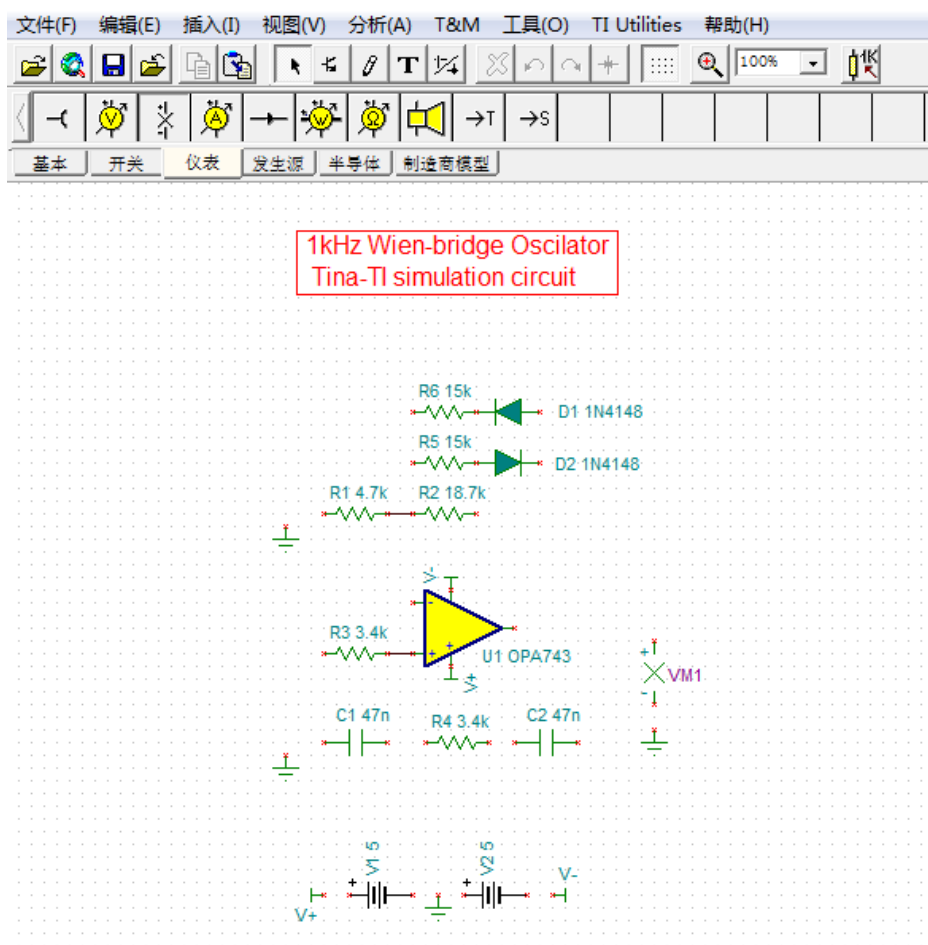 文件(F) 编辑(E) 插入(I) 视图(V) 分析(A) T&M 工具(O) TI Utilities 帮助(H)
T 100% 1K
V A W Ω →T →S
基本 开关 仪表 发生源 半导体 制造商模型
1kHz Wien-bridge Oscilator
Tina-TI simulation circuit
R6 15k
D1 1N4148
R5 15k
D2 1N4148
R1 4.7k R2 18.7k
V-
R3 3.4k
U1 OPA743
V+
+
VM1
-
C1 47n R4 3.4k C2 47n
V1 5 V2 5
V-
+ +
V+